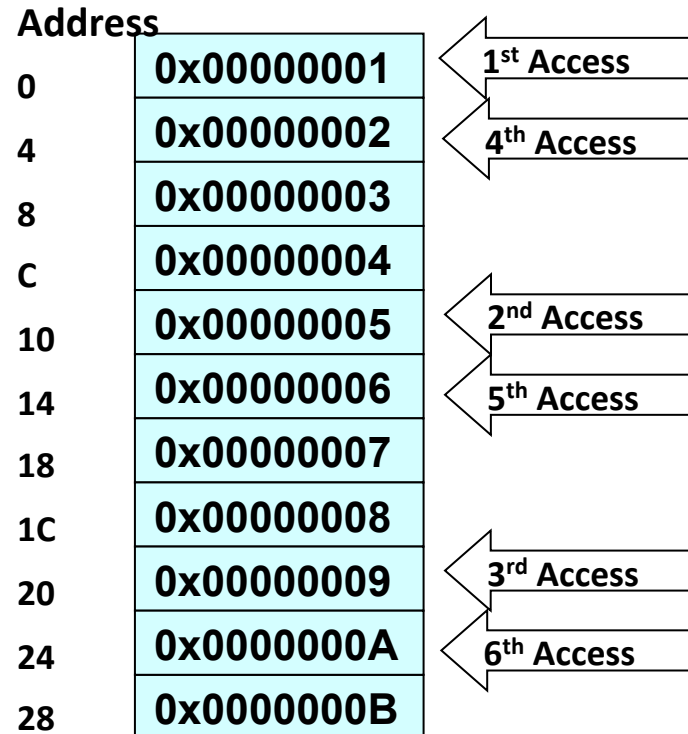 Address
0 0x00000001 1st Access
4 0x00000002 4th Access
8 0x00000003
C 0x00000004
10 0x00000005 2nd Access
14 0x00000006 5th Access
18 0x00000007
1C 0x00000008
20 0x00000009 3rd Access
24 0x0000000A 6th Access
28 0x0000000B